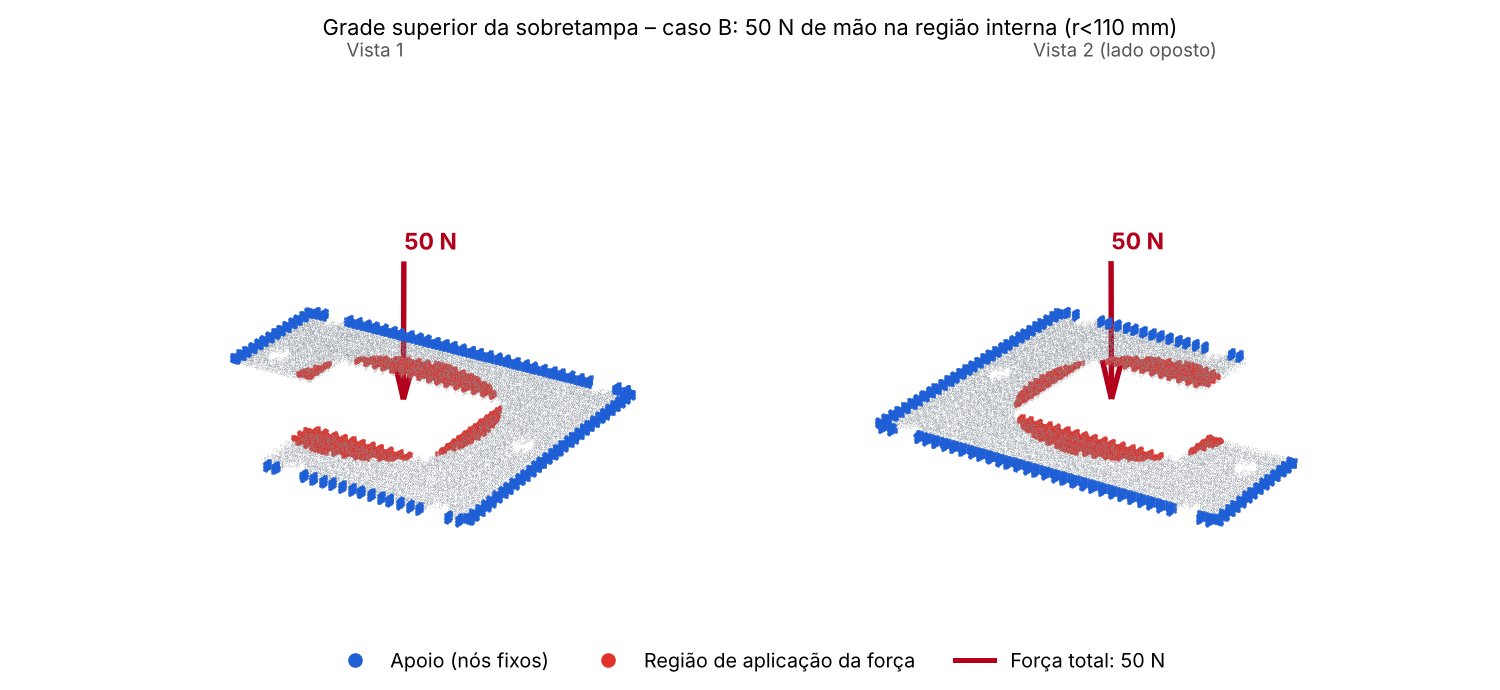 Grade superior da sobretampa – caso B: 50 N de mão na região interna (r<110 mm)
Vista 1
Vista 2 (lado oposto)
50 N
50 N
Apoio (nós fixos)
Região de aplicação da força
Força total: 50 N